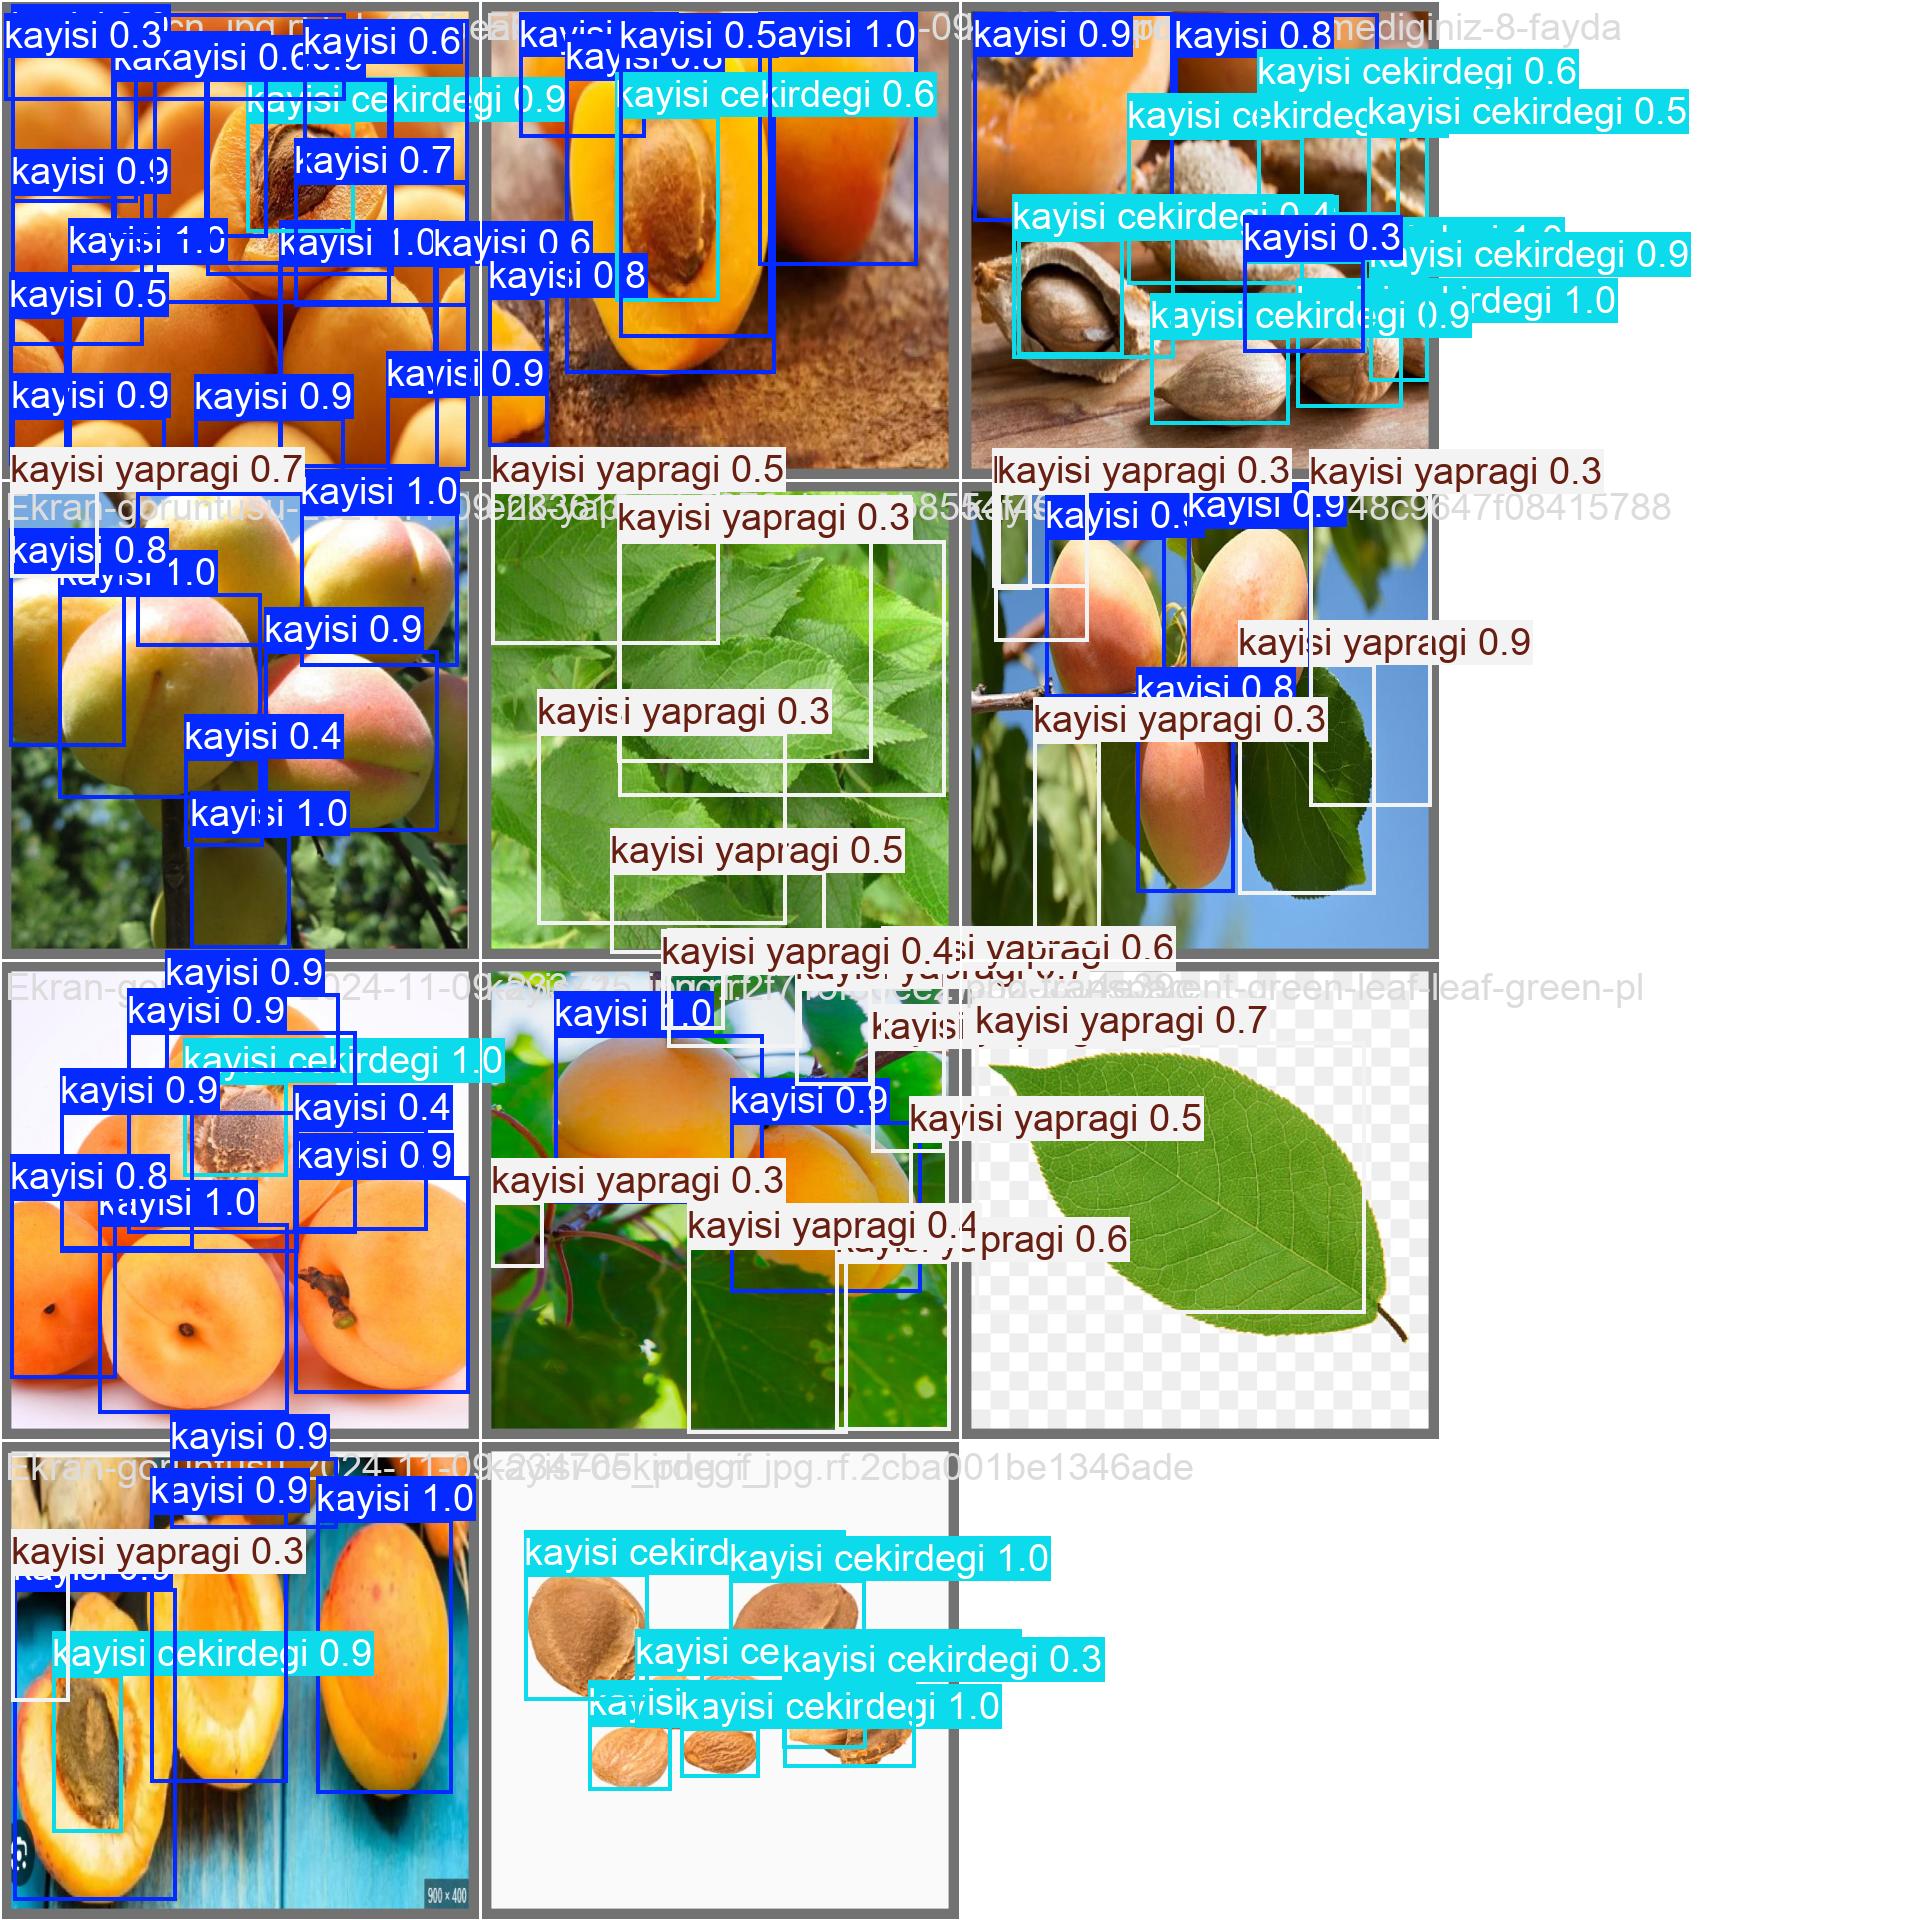 kayisi 0.3
kayisi 0.6
kayisi 0.6
kayisi cekirdegi 0.9
kayisi 0.7
kayisi 0.9
kayisi 1.0
kayisi 1.0
kayisi 0.6
kayisi 0.5
kayisi 0.9
kayisi 0.9
kayisi 0.9
kayisi 0.5
ayisi 1.0
kayisi 0.8
kayisi cekirdegi 0.6
kayisi 0.8
kayisi 0.9
kayisi 0.8
mediginiz-8-fayda
kayisi cekirdegi 0.6
kayisi cekirdeg
kayisi cekirdegi 0.5
kayisi cekirdegi 0.4
kayisi 0.3
kayisi cekirdegi 0.9
rdegi 1.0
kayisi cekirdegi 0.9
kayisi yapragi 0.7
kayisi 1.0
kayisi 0.8
kayisi 1.0
kayisi 0.9
kayisi 0.4
kayisi 1.0
kayisi yapragi 0.5
kayisi yapragi 0.3
kayisi yapragi 0.3
kayisi yapragi 0.5
kayisi yapragi 0.3
kayisi yapragi 0.3
48c9647f08415788
kayisi 0.9
kayisi 0.9
kayisi yapragi 0.9
kayisi 0.8
kayisi yapragi 0.3
kayisi 0.9
2024-11-09
kayisi 0.9
kayisi cekirdegi 1.0
kayisi 0.9
kayisi 0.4
kayisi 0.9
kayisi 0.8
kayisi 1.0
kayisi yapragi 0.4
si yapragi 0.6
kayisi 1.0
kayisi
kayisi 0.9
kayisi yapragi 0.5
kayisi yapragi 0.3
kayisi yapragi 0.4
pragi 0.6
-green-leaf-leaf-green-pl
kayisi yapragi 0.7
kayisi 0.9
2024-11-09
kayisi 0.9
kayisi 1.0
kayisi yapragi 0.3
kayisi cekirdegi 0.9
900 × 400
jpg.rf.2cba001be1346ade
kayisi cekird
kayisi cekirdegi 1.0
kayisi ce
kayisi cekirdegi 0.3
kayisi
kayisi cekirdegi 1.0